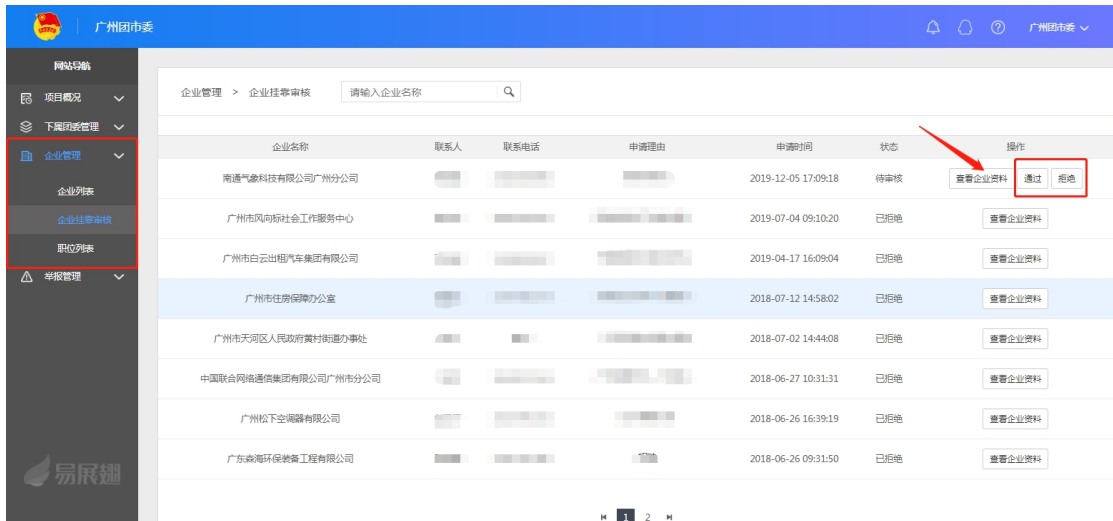 广州团市委
广州团市委
网站导航
项目概况
下属团委管理
企业管理
企业列表
企业挂靠审核
职位列表
举报管理
易展翅
企业管理 > 企业挂靠审核 请输入企业名称
企业名称 联系人 联系电话 申请理由 申请时间 状态 操作
南通气象科技有限公司广州分公司 2019-12-05 17:09:18 待审核 查看企业资料 通过 拒绝
广州市风向标社会工作服务中心 2019-07-04 09:10:20 已拒绝 查看企业资料
广州市白云出租汽车集团有限公司 2019-04-17 16:09:04 已拒绝 查看企业资料
广州市住房保障办公室 2018-07-12 14:58:02 已拒绝 查看企业资料
广州市天河区人民政府黄村街道办事处 2018-07-02 14:44:08 已拒绝 查看企业资料
中国联合网络通信集团有限公司广州市分公司 2018-06-27 10:31:31 已拒绝 查看企业资料
广州松下空调器有限公司 2018-06-26 16:39:19 已拒绝 查看企业资料
广东森海环保装备工程有限公司 2018-06-26 09:31:50 已拒绝 查看企业资料
1 2